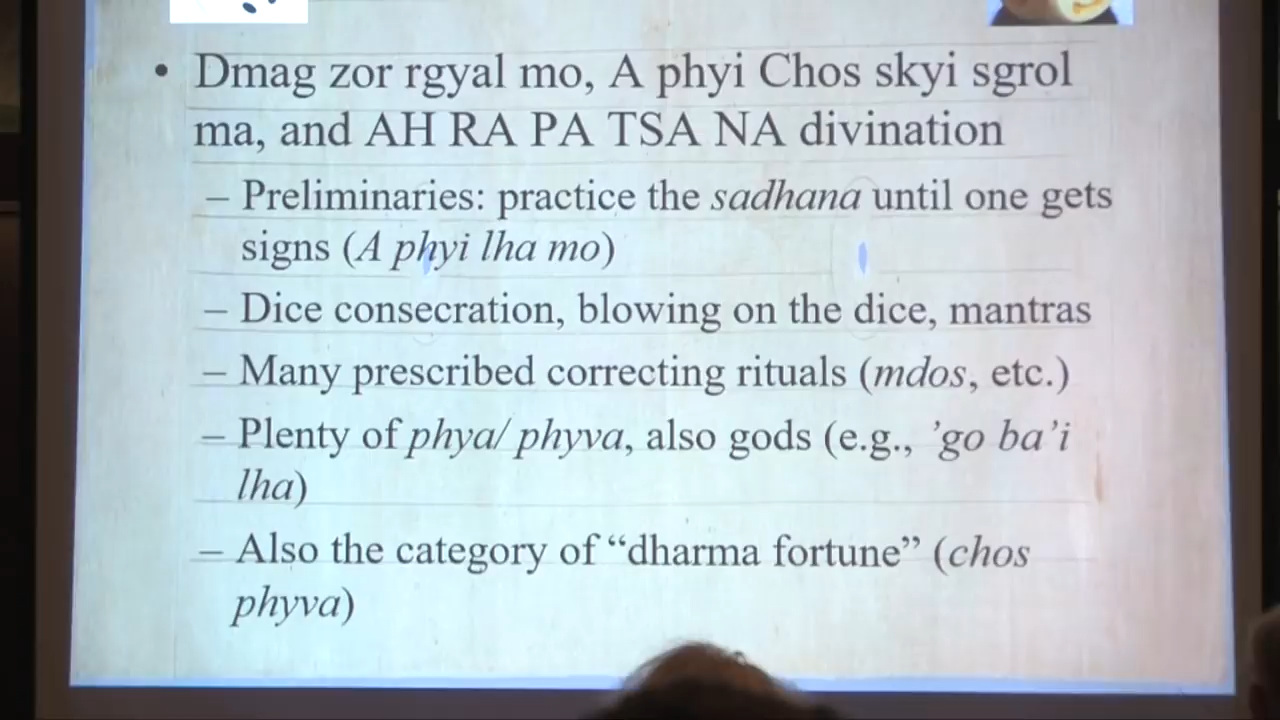 • Dmag zor rgyal mo, A phyi Chos skyi sgrol
ma, and AH RA PA TSA NA divination
– Preliminaries: practice the sadhana until one gets
signs (A phyi lha mo)
– Dice consecration, blowing on the dice, mantras
– Many prescribed correcting rituals (mdos, etc.)
– Plenty of phya/ phyva, also gods (e.g., ’go ba’i
lha)
– Also the category of “dharma fortune” (chos
phyva)